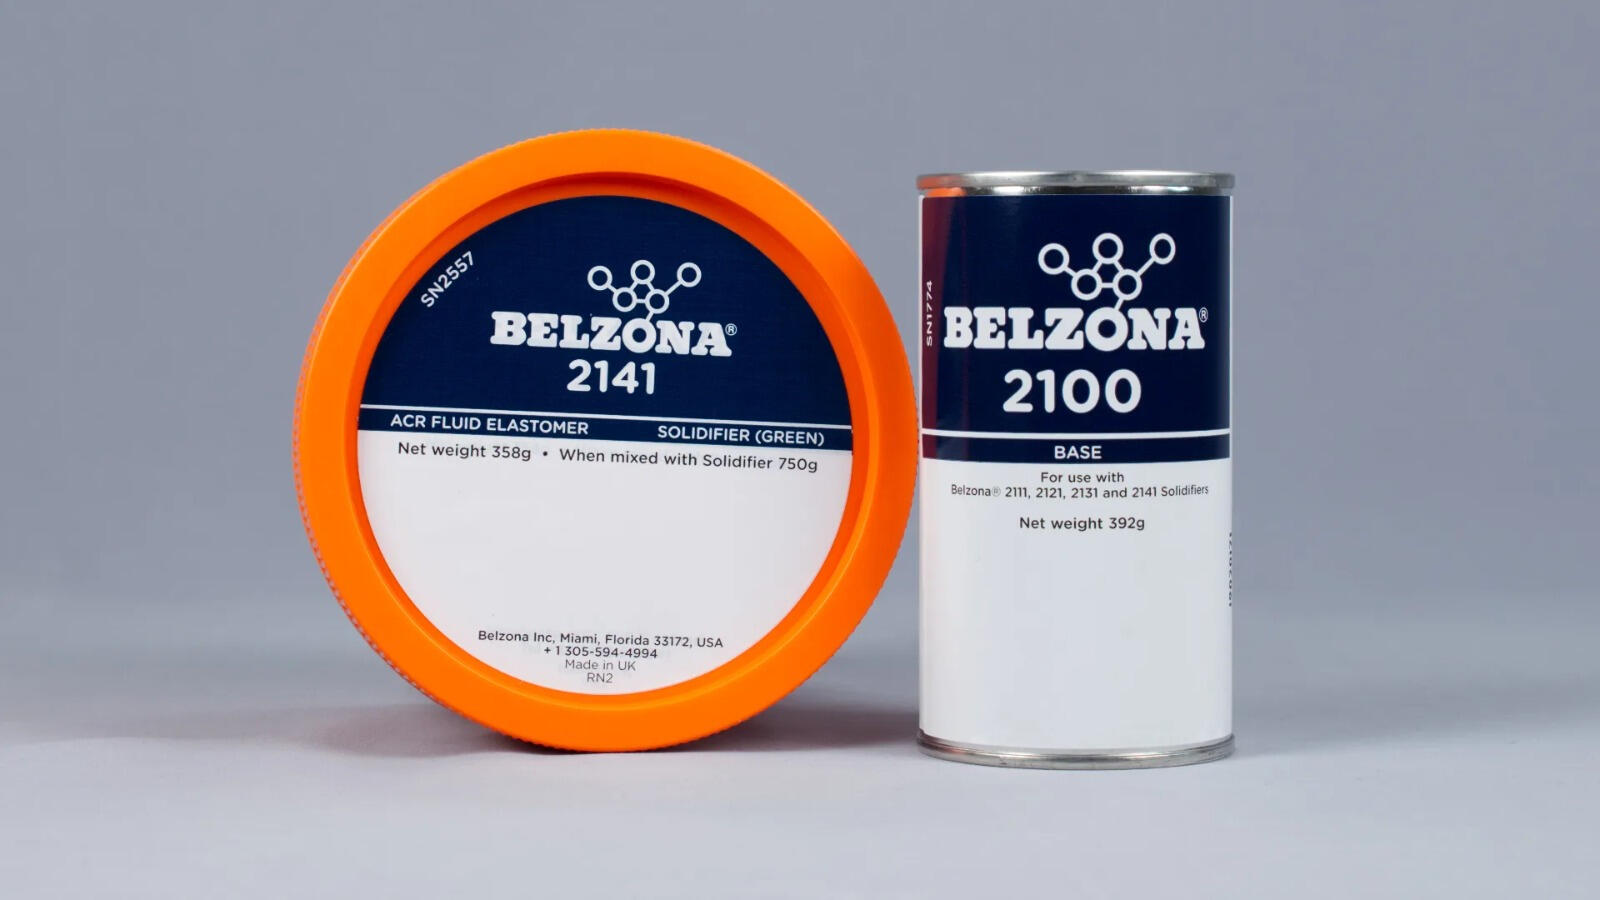 SN2557
BELZONA®
2141
ACR FLUID ELASTOMER SOLIDIFIER (GREEN)
Net weight 358g • When mixed with Solidifier 750g
Belzona Inc, Miami, Florida 33172, USA
+ 1 305-594-4994
Made in UK
RN2
SN1774
BELZONA®
2100
BASE
For use with
Belzona® 2111, 2121, 2131 and 2141 Solidifiers
Net weight 392g